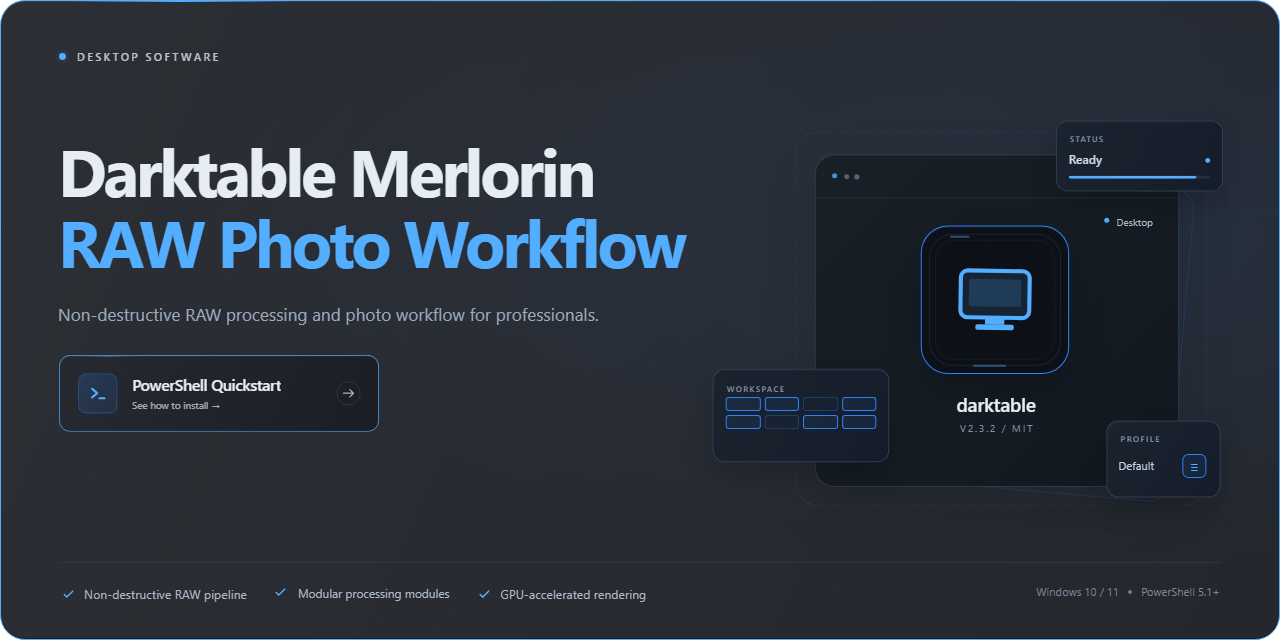 DESKTOP SOFTWARE
Darktable Merlorin
RAW Photo Workflow
Non-destructive RAW processing and photo workflow for professionals.
PowerShell Quickstart
See how to install →
STATUS
Ready
Desktop
WORKSPACE
darktable
V2.3.2 / MIT
PROFILE
Default
Non-destructive RAW pipeline
Modular processing modules
GPU-accelerated rendering
Windows 10 / 11 • PowerShell 5.1+